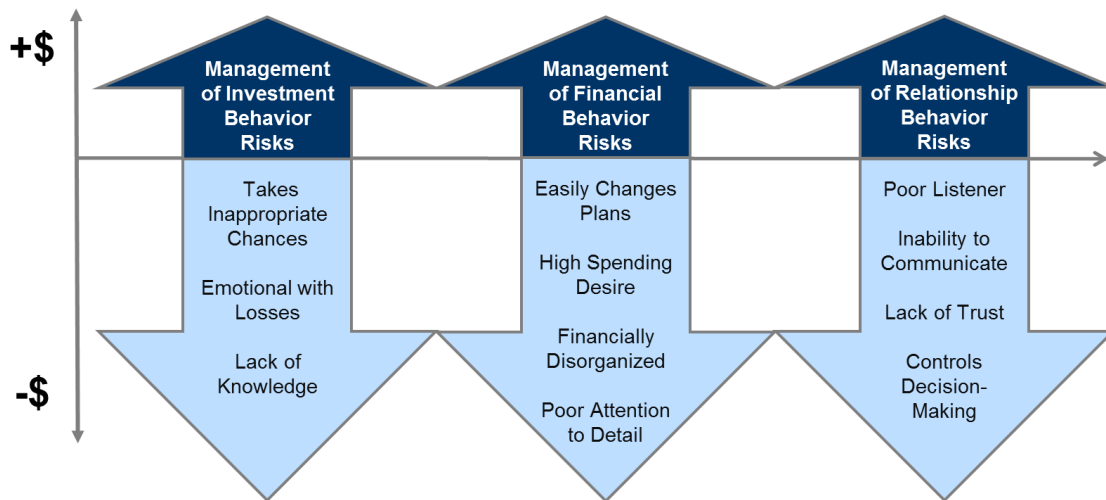 +$
Management
of Investment
Behavior
Risks
Management
of Financial
Behavior
Risks
Management
of Relationship
Behavior
Risks
Takes
Inappropriate
Chances
Emotional with
Losses
Lack of
Knowledge
Easily Changes
Plans
High Spending
Desire
Financially
Disorganized
Poor Attention
to Detail
Poor Listener
Inability to
Communicate
Lack of Trust
Controls
Decision-
Making
-$